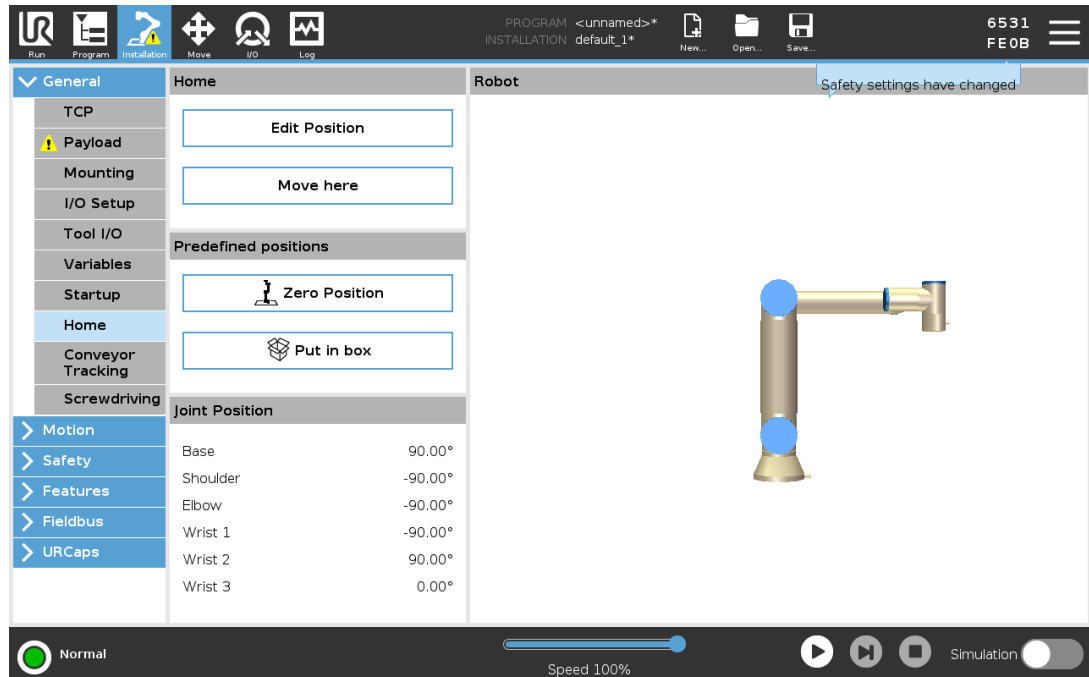 UR
Run
Program
Installation
Move
I/O
Log
PROGRAM <unnamed>*
INSTALLATION default_1*
New...
Open...
Save...
6531
FE0B
Safety settings have changed
General
TCP
Payload
Mounting
I/O Setup
Tool I/O
Variables
Startup
Home
Conveyor
Tracking
Screwdriving
Motion
Safety
Features
Fieldbus
URCaps
Home
Edit Position
Move here
Predefined positions
Zero Position
Put in box
Joint Position
Base 90.00°
Shoulder -90.00°
Elbow -90.00°
Wrist 1 -90.00°
Wrist 2 90.00°
Wrist 3 0.00°
Robot
Normal
Speed 100%
Simulation